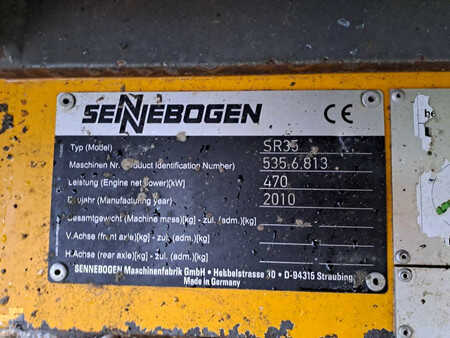 SENNEBOGEN CE
Typ (Model) SR35
Maschinen Nr. (Product Identification Number) 535.6.813
Leistung (Engine net power)[kW] 470
Baujahr (Manufacturing year) 2010
Gesamtgewicht (Machine mass)[kg] - zul. (adm.)[kg]
V.Achse (front axle)[kg] - zul. (adm.)[kg]
H.Achse (rear axle)[kg] - zul. (adm.)[kg]
SENNEBOGEN Maschinenfabrik GmbH • Hebbelstrasse 30 • D-94315 Straubing
Made in Germany